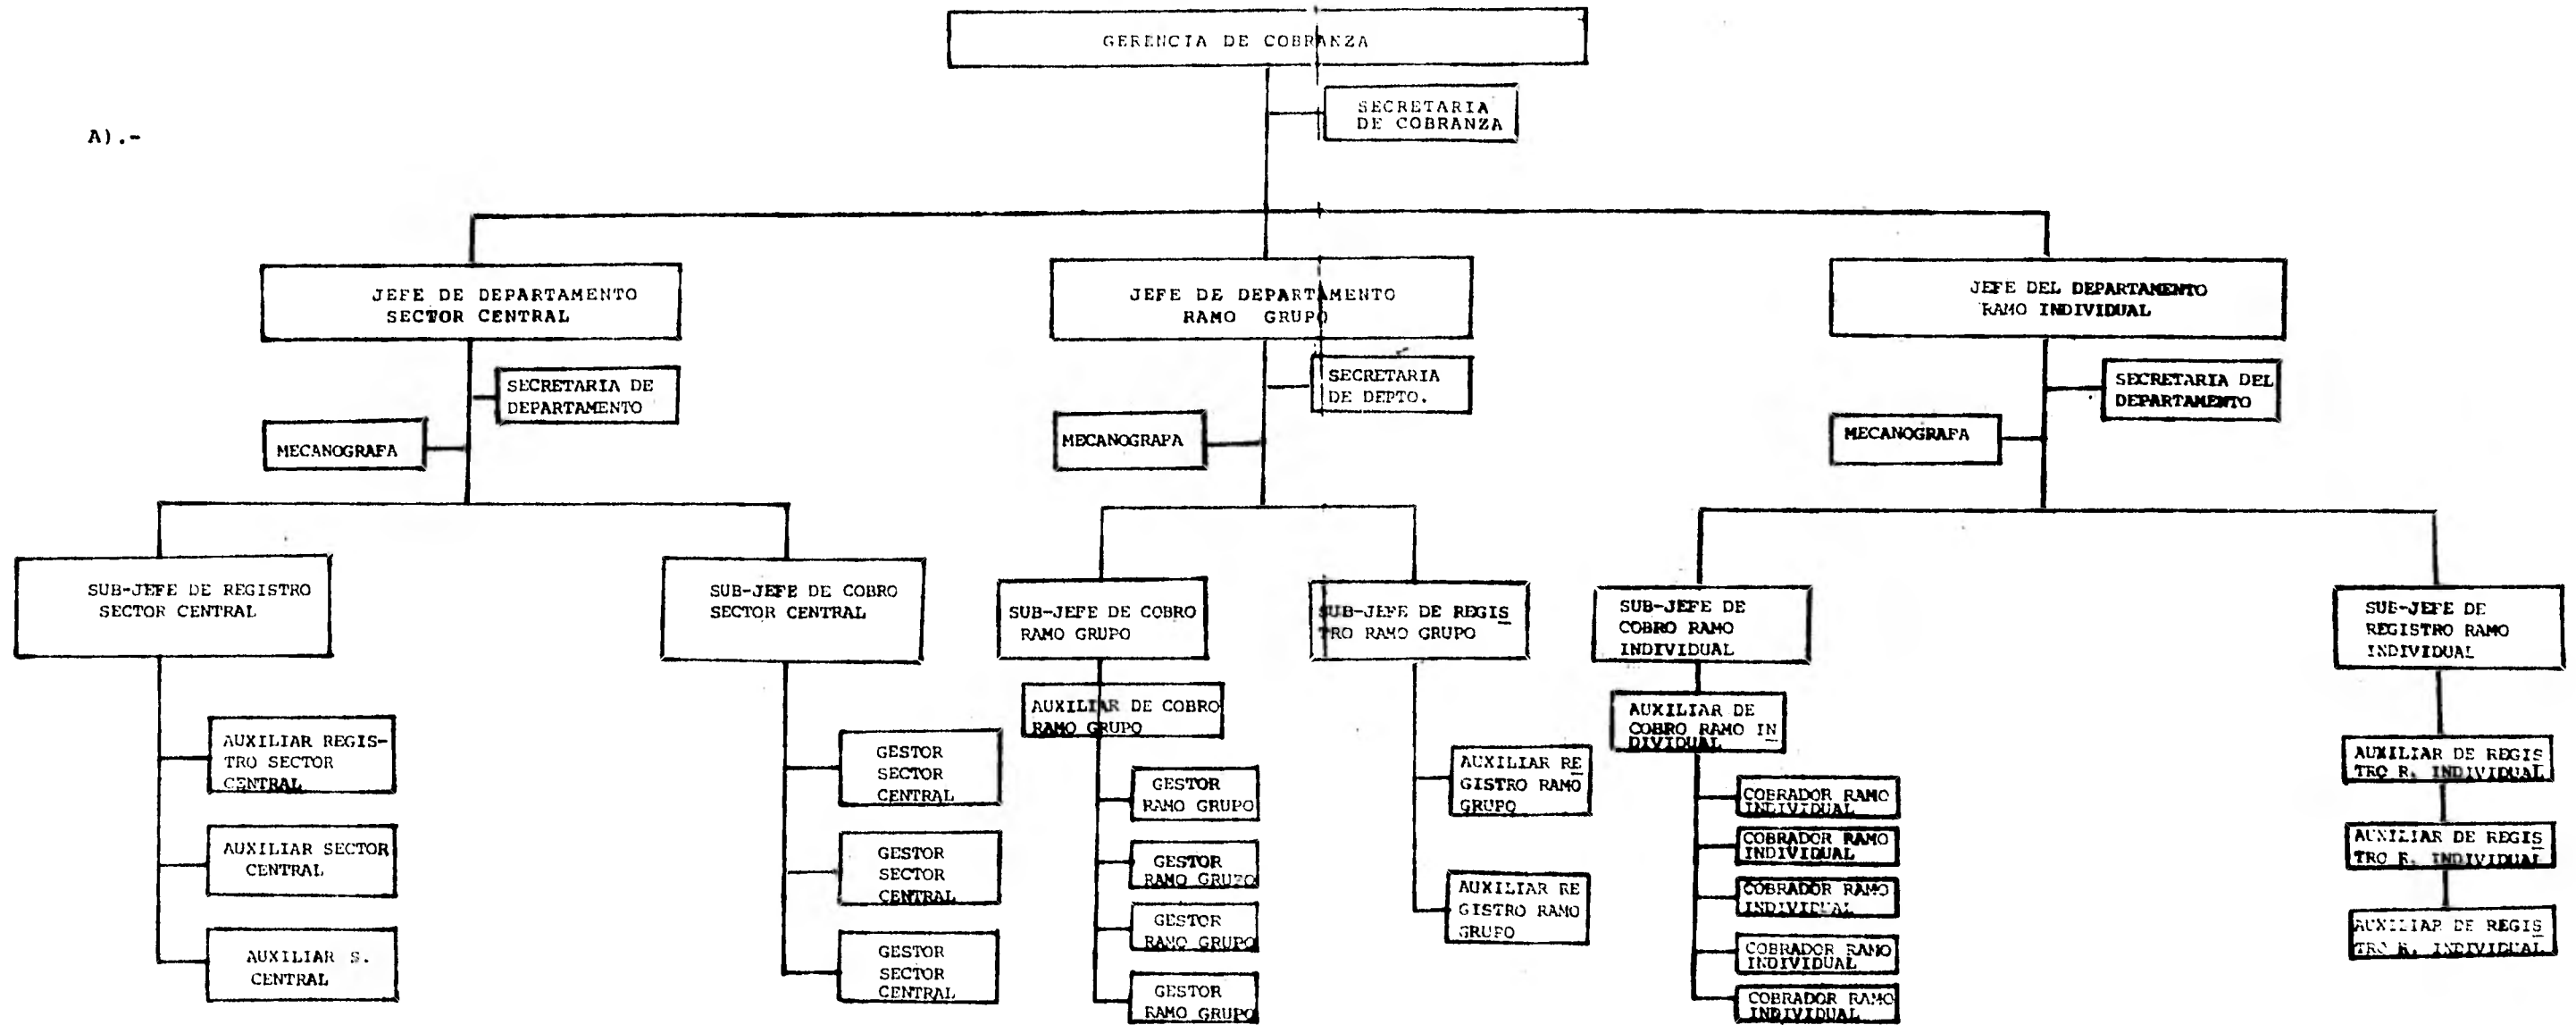 GERENCIA DE COBRANZA
SECRETARIA
DE COBRANZA
A).-
JEFE DE DEPARTAMENTO
SECTOR CENTRAL
JEFE DE DEPARTAMENTO
RAMO GRUPO
JEFE DEL DEPARTAMENTO
RAMO INDIVIDUAL
SECRETARIA DE
DEPARTAMENTO
MECANOGRAFA
SECRETARIA
DE DEPTO.
MECANOGRAFA
SECRETARIA DEL
DEPARTAMENTO
MECANOGRAFA
SUB-JEFE DE REGISTRO
SECTOR CENTRAL
SUB-JEFE DE COBRO
SECTOR CENTRAL
SUB-JEFE DE COBRO
RAMO GRUPO
SUB-JEFE DE REGIS
TRO RAMO GRUPO
SUB-JEFE DE
COBRO RAMO
INDIVIDUAL
SUB-JEFE DE
REGISTRO RAMO
INDIVIDUAL
AUXILIAR REGIS-
TRO SECTOR
CENTRAL
AUXILIAR SECTOR
CENTRAL
AUXILIAR S.
CENTRAL
GESTOR
SECTOR
CENTRAL
GESTOR
SECTOR
CENTRAL
GESTOR
SECTOR
CENTRAL
AUXILIAR DE COBRO
RAMO GRUPO
GESTOR
RAMO GRUPO
GESTOR
RAMO GRUPO
GESTOR
RAMO GRUPO
GESTOR
RAMO GRUPO
AUXILIAR RE
GISTRO RAMO
GRUPO
AUXILIAR RE
GISTRO RAMO
GRUPO
AUXILIAR DE
COBRO RAMO IN
DIVIDUAL
COBRADOR RAMO
INDIVIDUAL
COBRADOR RAMO
INDIVIDUAL
COBRADOR RAMO
INDIVIDUAL
COBRADOR RAMO
INDIVIDUAL
COBRADOR RAMO
INDIVIDUAL
AUXILIAR DE REGIS
TRO R. INDIVIDUAL
AUXILIAR DE REGIS
TRO R. INDIVIDUAL
AUXILIAR DE REGIS
TRO R. INDIVIDUAL